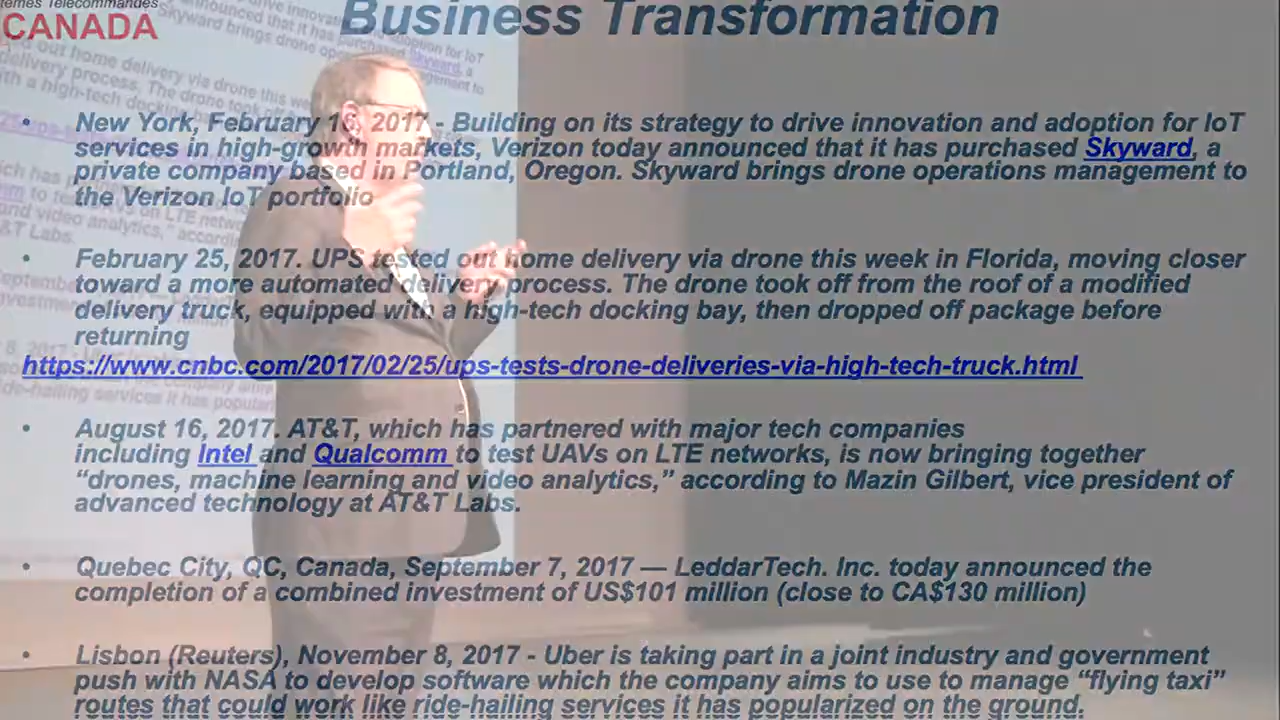 CANADA
Business Transformation
• New York, February 16, 2017 - Building on its strategy to drive innovation and adoption for IoT
services in high-growth markets, Verizon today announced that it has purchased Skyward, a
private company based in Portland, Oregon. Skyward brings drone operations management to
the Verizon IoT portfolio
• February 25, 2017. UPS tested out home delivery via drone this week in Florida, moving closer
toward a more automated delivery process. The drone took off from the roof of a modified
delivery truck, equipped with a high-tech docking bay, then dropped off package before
returning
https://www.cnbc.com/2017/02/25/ups-tests-drone-deliveries-via-high-tech-truck.html
• August 16, 2017. AT&T, which has partnered with major tech companies
including Intel and Qualcomm to test UAVs on LTE networks, is now bringing together
“drones, machine learning and video analytics,” according to Mazin Gilbert, vice president of
advanced technology at AT&T Labs.
• Quebec City, QC, Canada, September 7, 2017 — LeddarTech. Inc. today announced the
completion of a combined investment of US$101 million (close to CA$130 million)
• Lisbon (Reuters), November 8, 2017 - Uber is taking part in a joint industry and government
push with NASA to develop software which the company aims to use to manage “flying taxi”
routes that could work like ride-hailing services it has popularized on the ground.